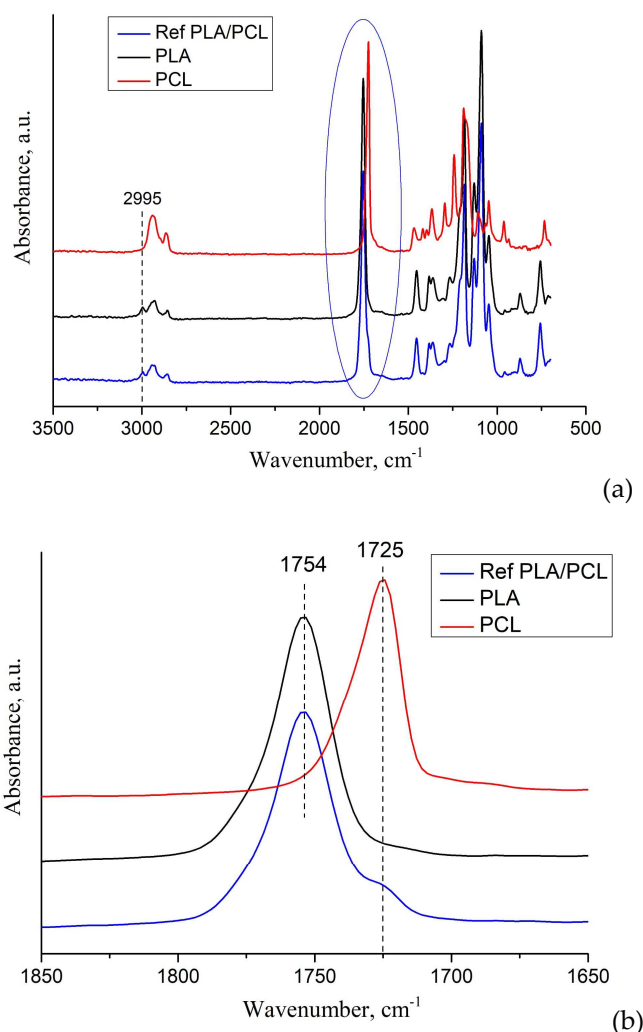 Ref PLA/PCL
PLA
PCL
2995
Absorbance, a.u.
3500 3000 2500 2000 1500 1000 500
Wavenumber, cm-1
(a)
1754 1725
Ref PLA/PCL
PLA
PCL
Absorbance, a.u.
1850 1800 1750 1700 1650
Wavenumber, cm-1
(b)